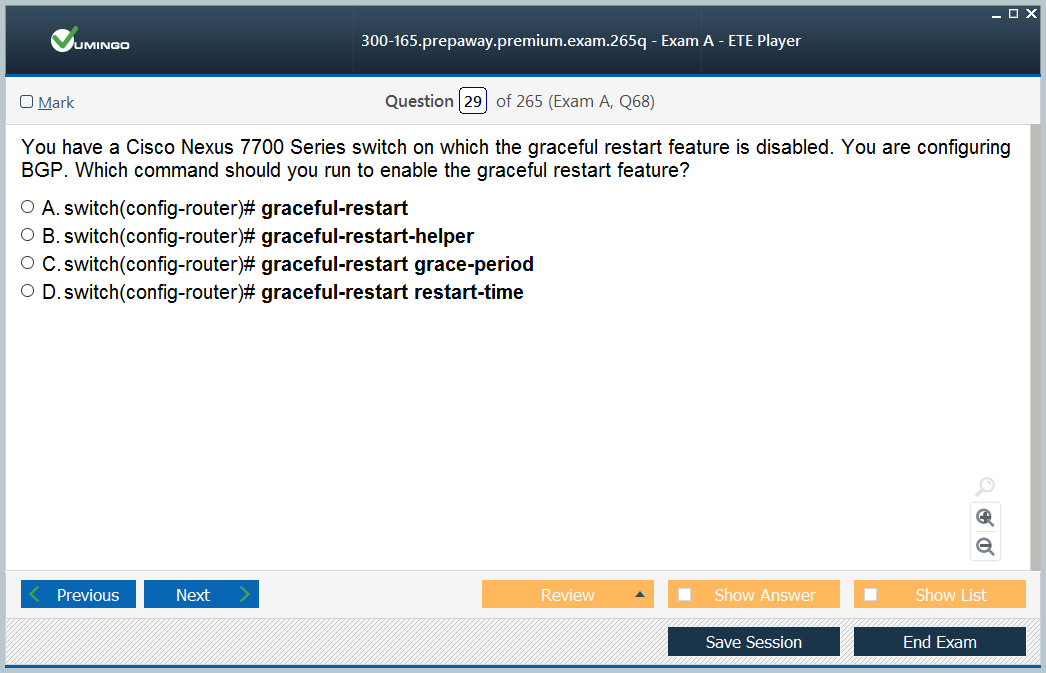 VUMINGO
300-165.prepaway.premium.exam.265q - Exam A - ETE Player
Mark
Question 29 of 265 (Exam A, Q68)
You have a Cisco Nexus 7700 Series switch on which the graceful restart feature is disabled. You are configuring
BGP. Which command should you run to enable the graceful restart feature?
A. switch(config-router)# graceful-restart
B. switch(config-router)# graceful-restart-helper
C. switch(config-router)# graceful-restart grace-period
D. switch(config-router)# graceful-restart restart-time
Previous
Next
Review
Show Answer
Show List
Save Session
End Exam